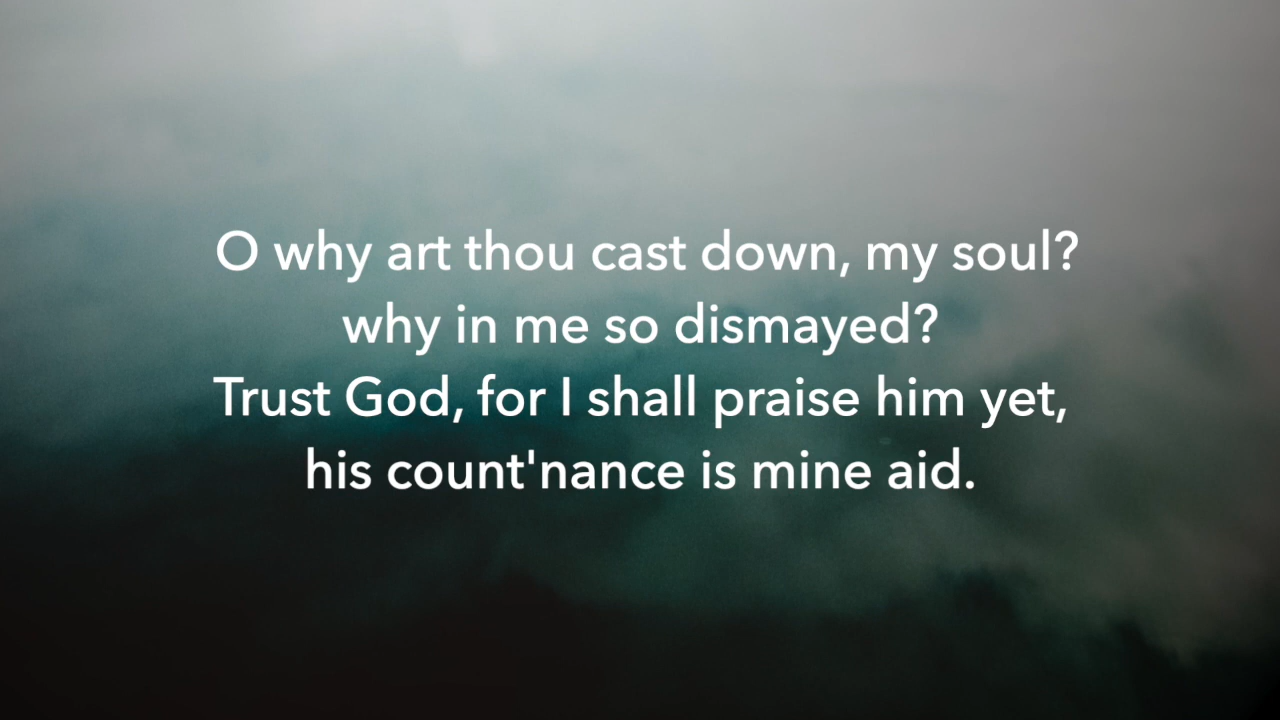 O why art thou cast down, my soul?
why in me so dismayed?
Trust God, for I shall praise him yet,
his count'nance is mine aid.